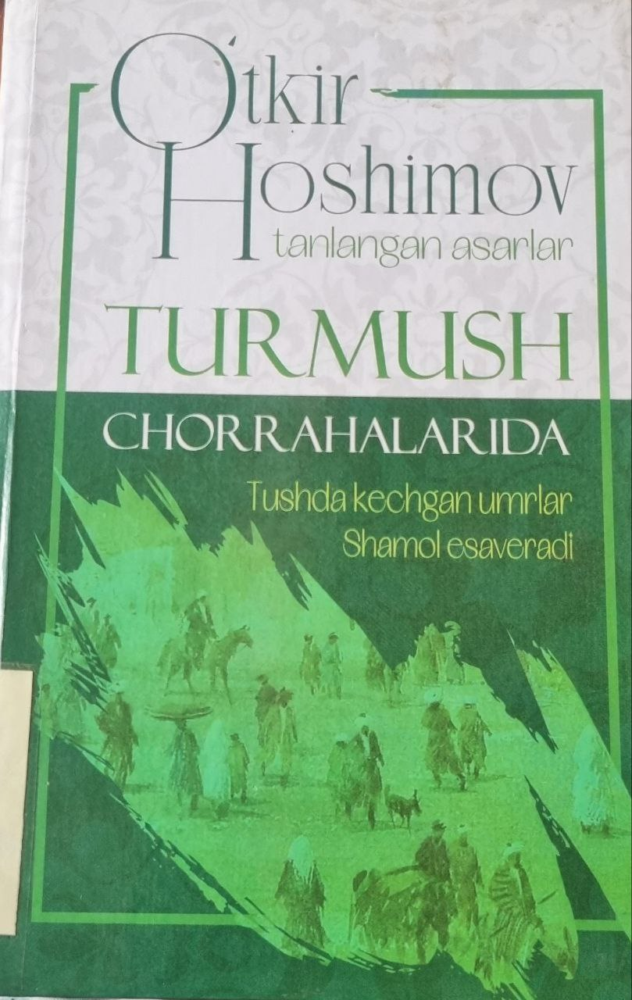 O'tkir
Hoshimov
tanlangan asarlar
TURMUSH
CHORRAHALARIDA
Tushda kechgan umrlar
Shamol esaveradi